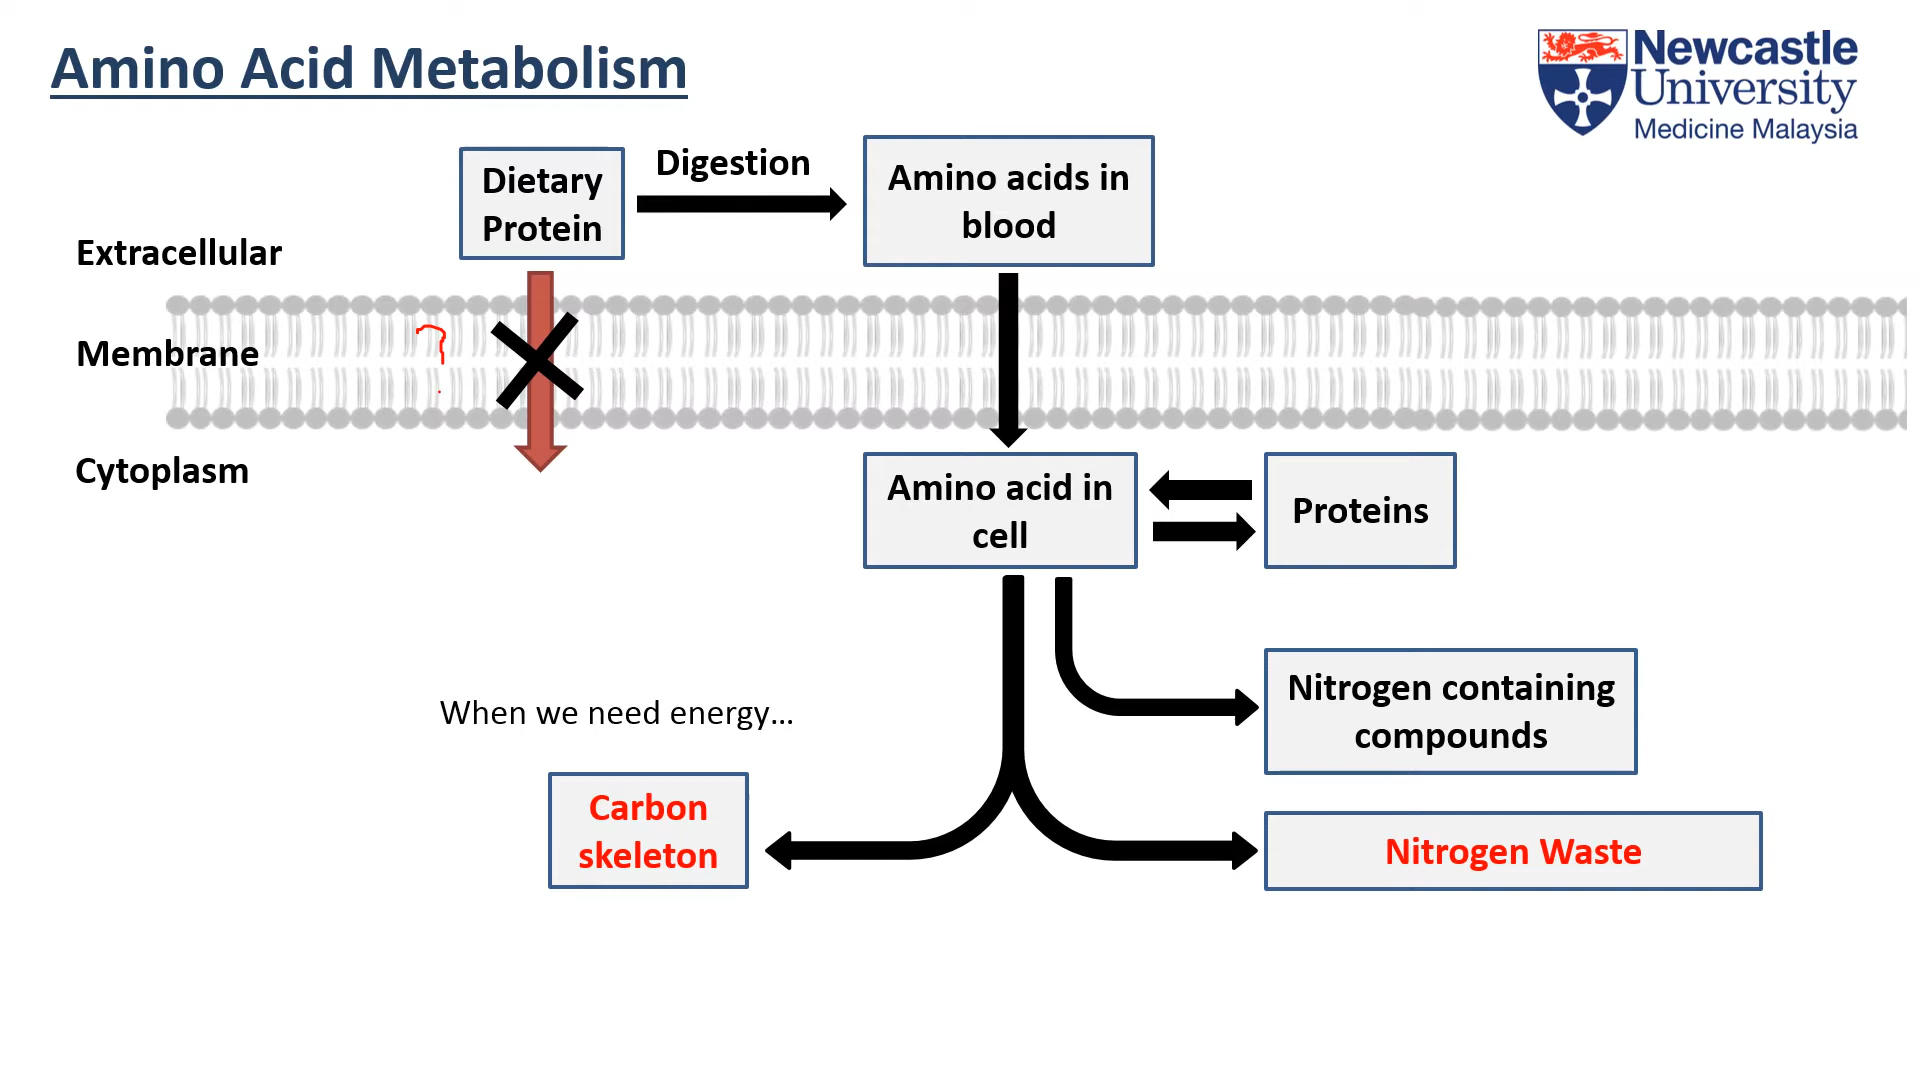 Amino Acid Metabolism
Newcastle
University
Medicine Malaysia
Dietary
Protein
Digestion
Amino acids in
blood
Extracellular
Membrane
?
Cytoplasm
Amino acid in
cell
Proteins
Nitrogen containing
compounds
When we need energy...
Carbon
skeleton
Nitrogen Waste